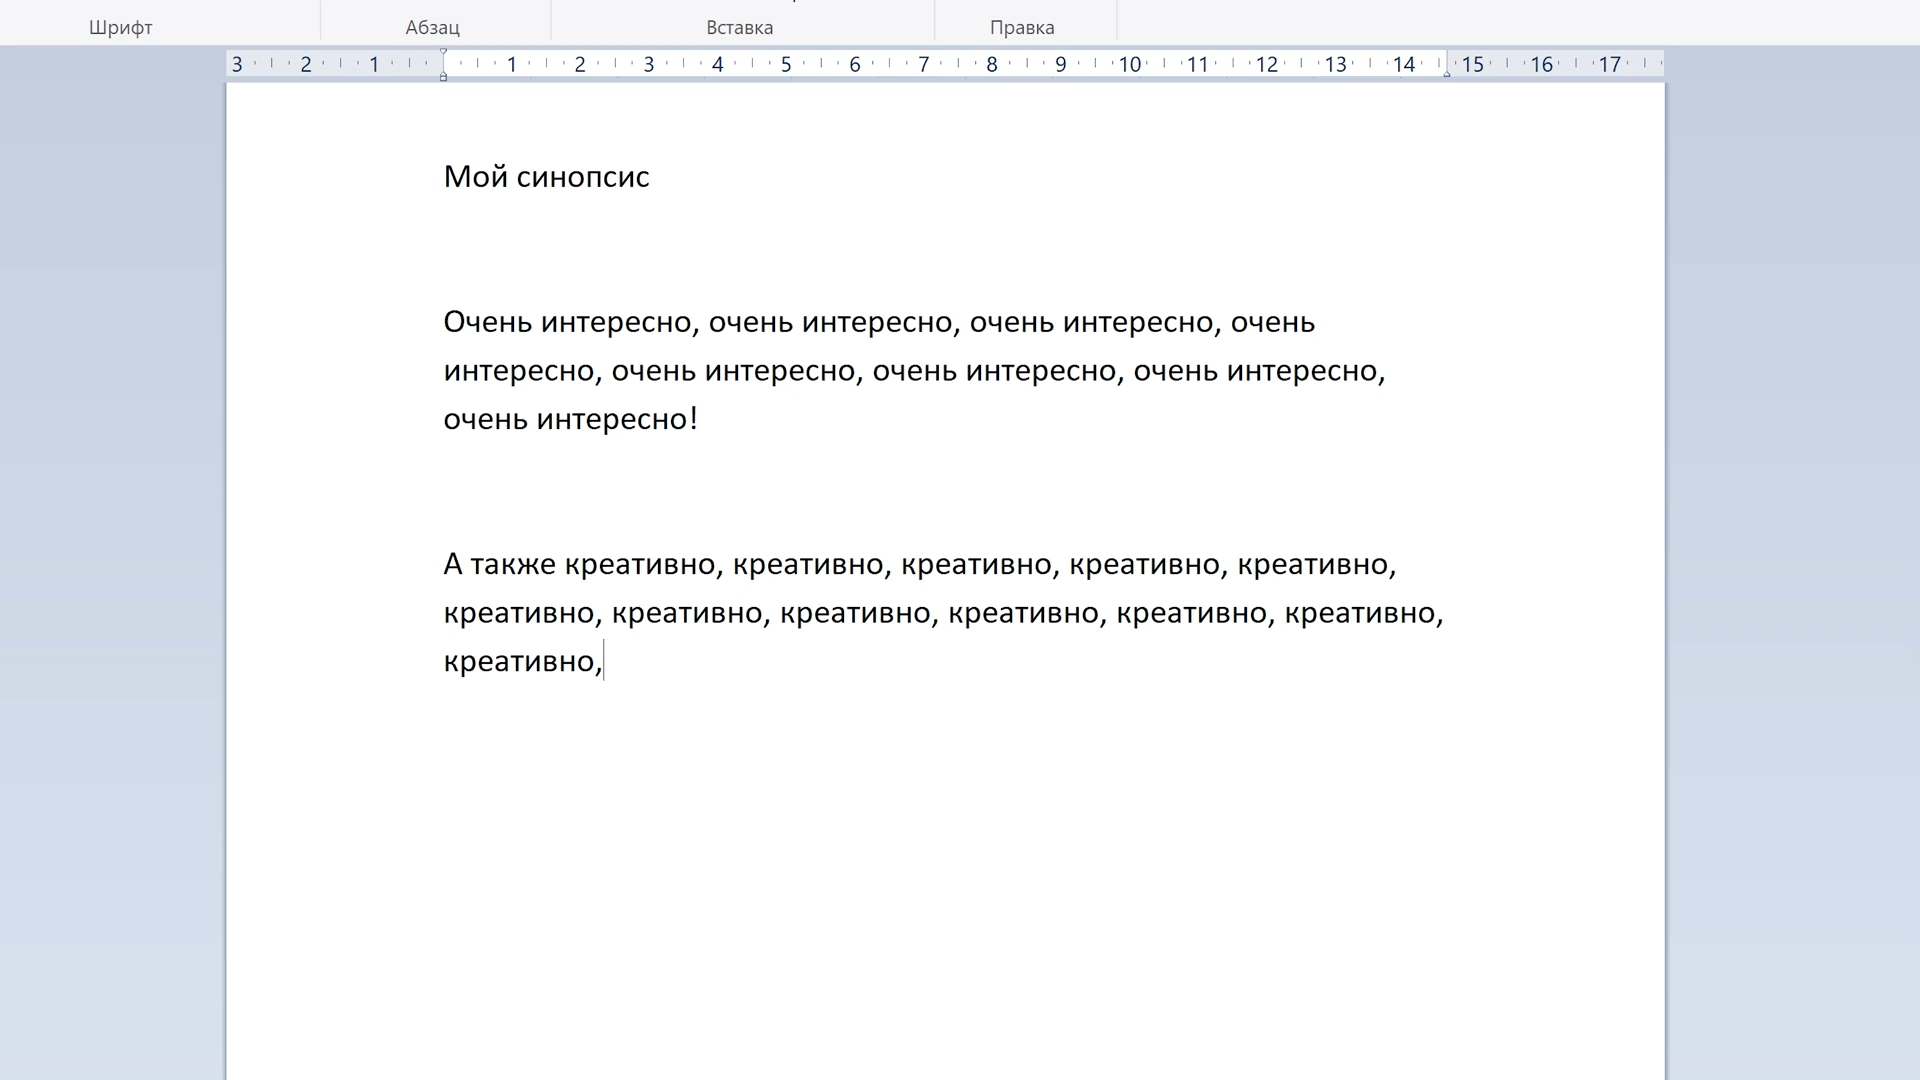 Шрифт Абзац Вставка Правка
3 2 1 1 2 3 4 5 6 7 8 9 10 11 12 13 14 15 16 17
Мой синопсис
Очень интересно, очень интересно, очень интересно, очень
интересно, очень интересно, очень интересно, очень интересно,
очень интересно!
А также креативно, креативно, креативно, креативно, креативно,
креативно, креативно, креативно, креативно, креативно, креативно,
креативно,